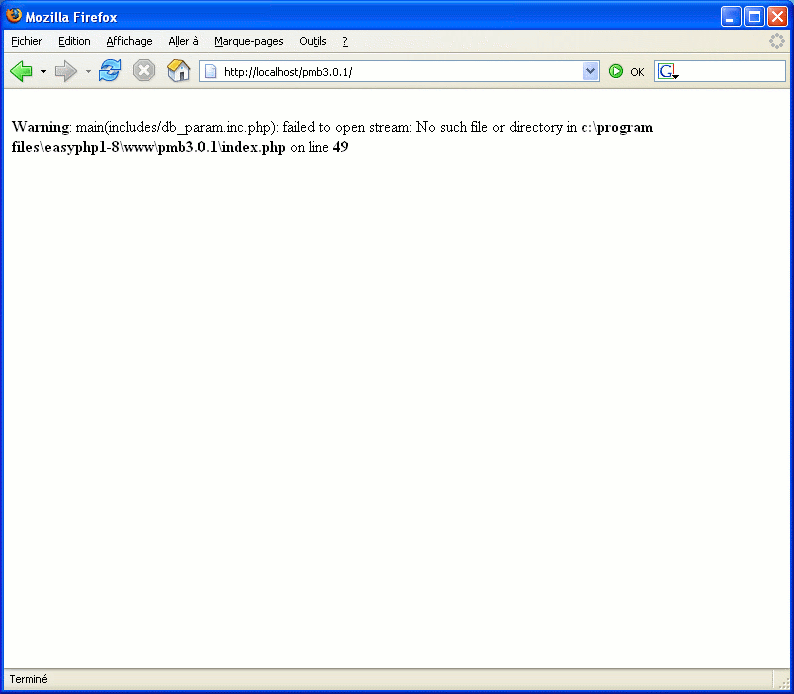 Mozilla Firefox
Fichier Edition Affichage Aller à Marque-pages Outils ?
http://localhost/pmb3.0.1/ OK G
Warning: main(includes/db_param.inc.php): failed to open stream: No such file or directory in c:\program
files\easyphp1-8\www\pmb3.0.1\index.php on line 49
Terminé